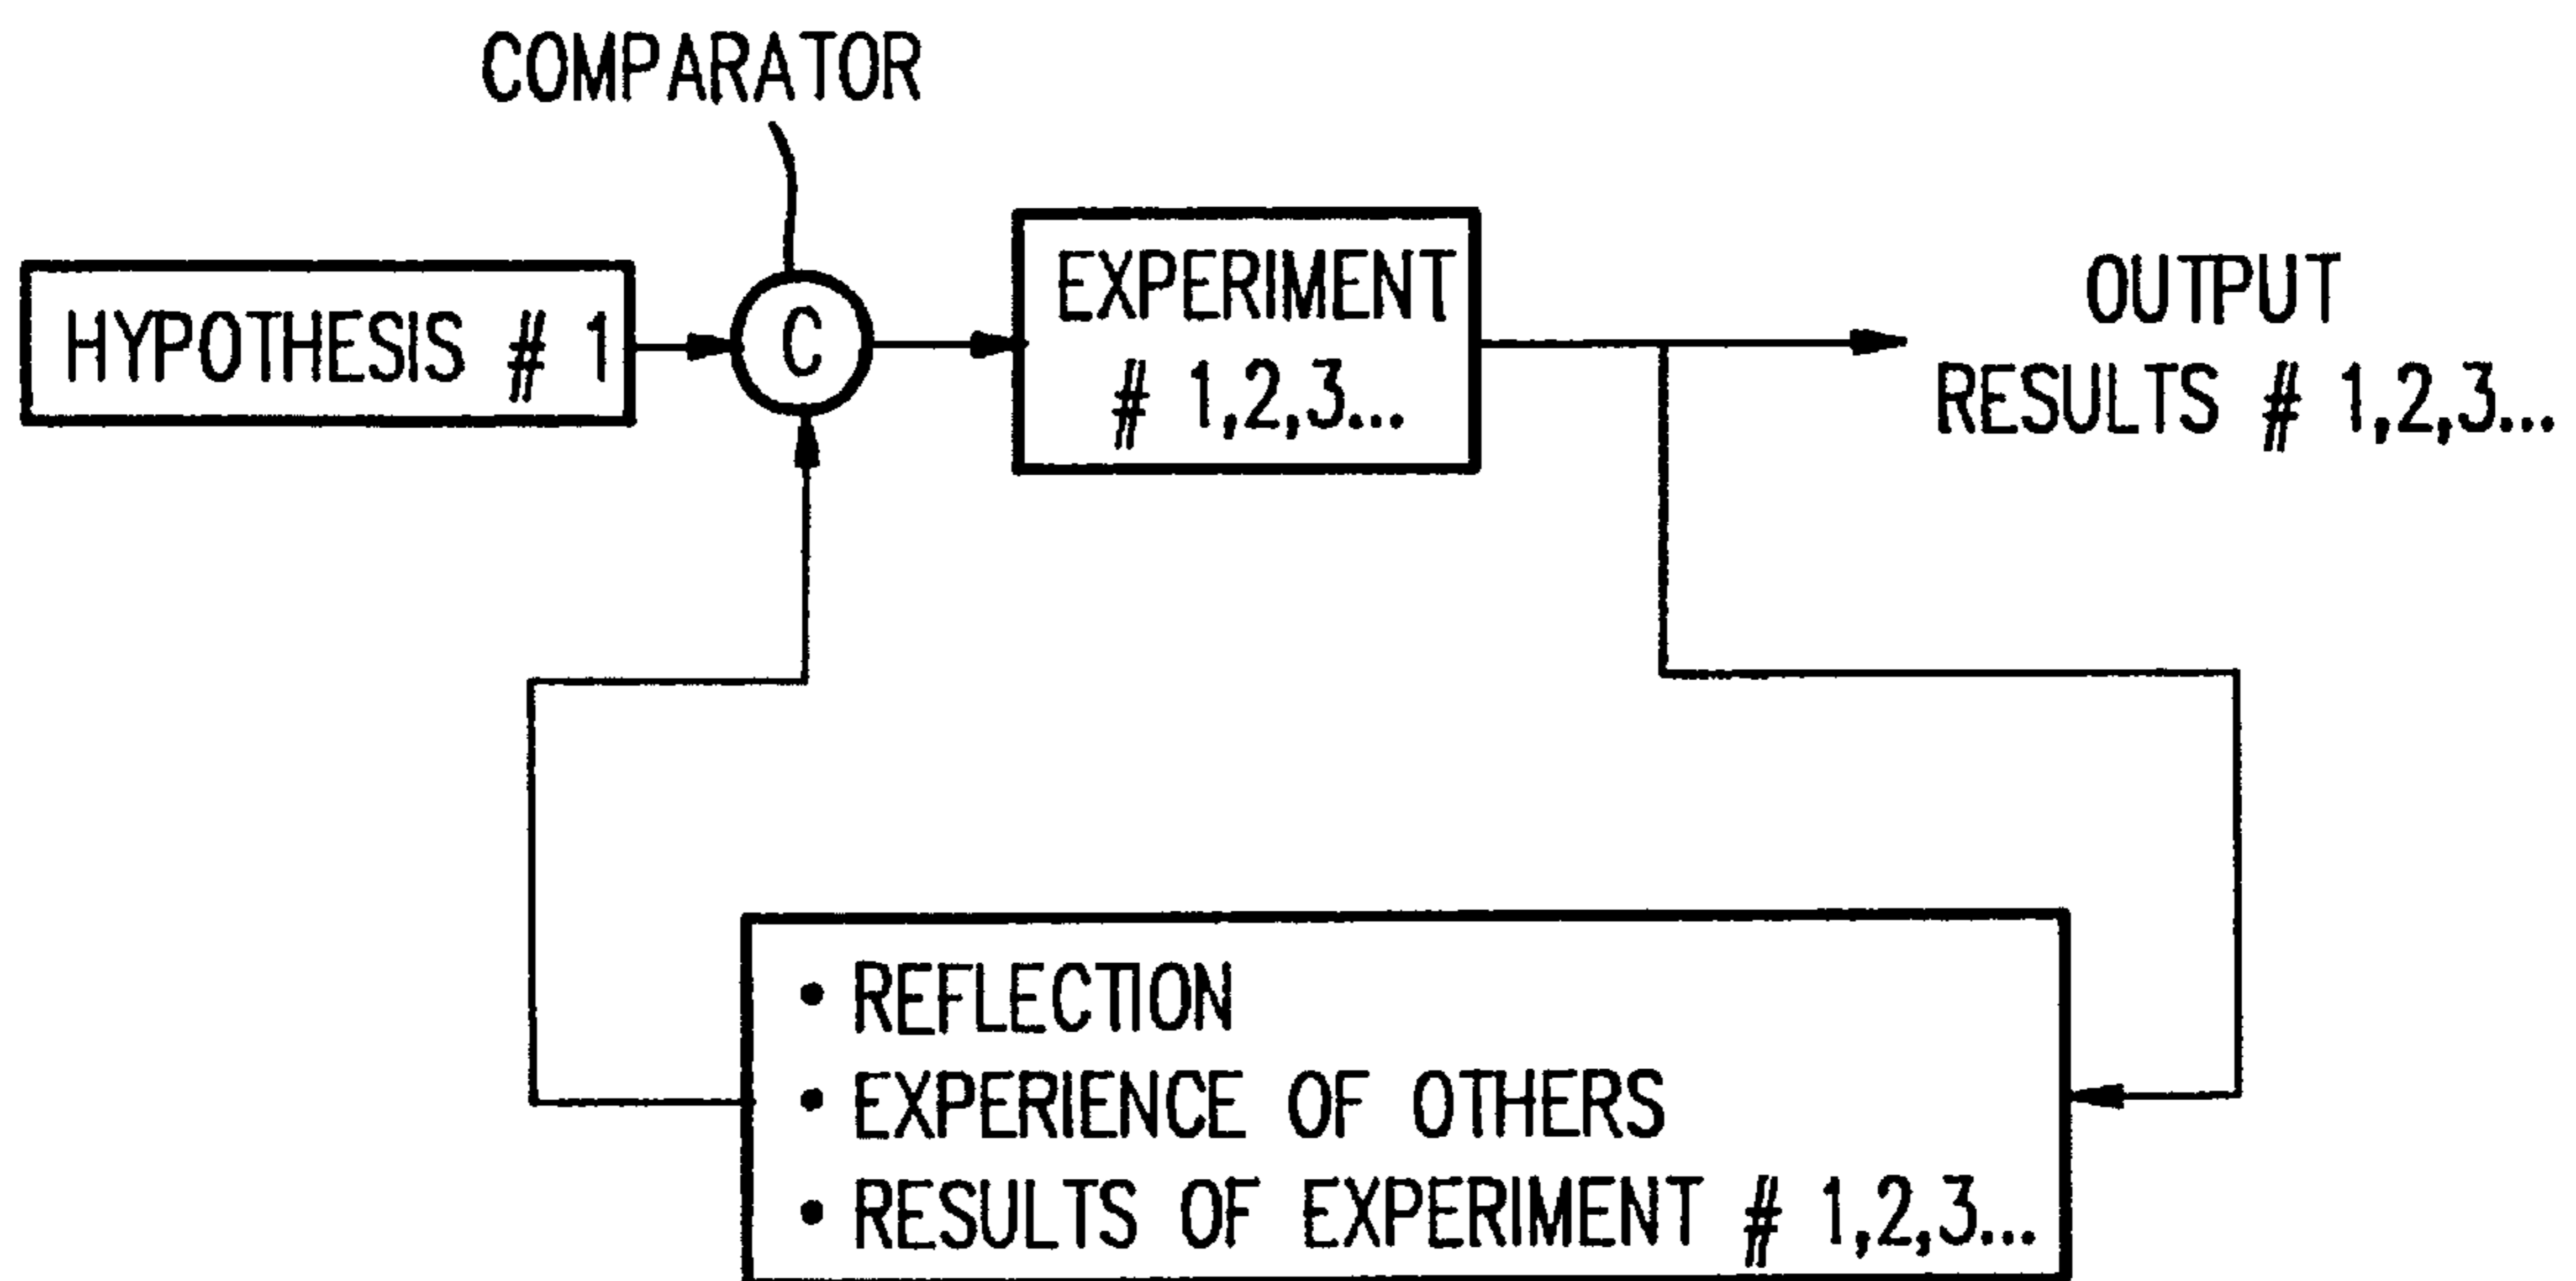 COMPARATOR
HYPOTHESIS # 1
C
EXPERIMENT
# 1,2,3...
OUTPUT
RESULTS # 1,2,3...
• REFLECTION
• EXPERIENCE OF OTHERS
• RESULTS OF EXPERIMENT # 1,2,3...